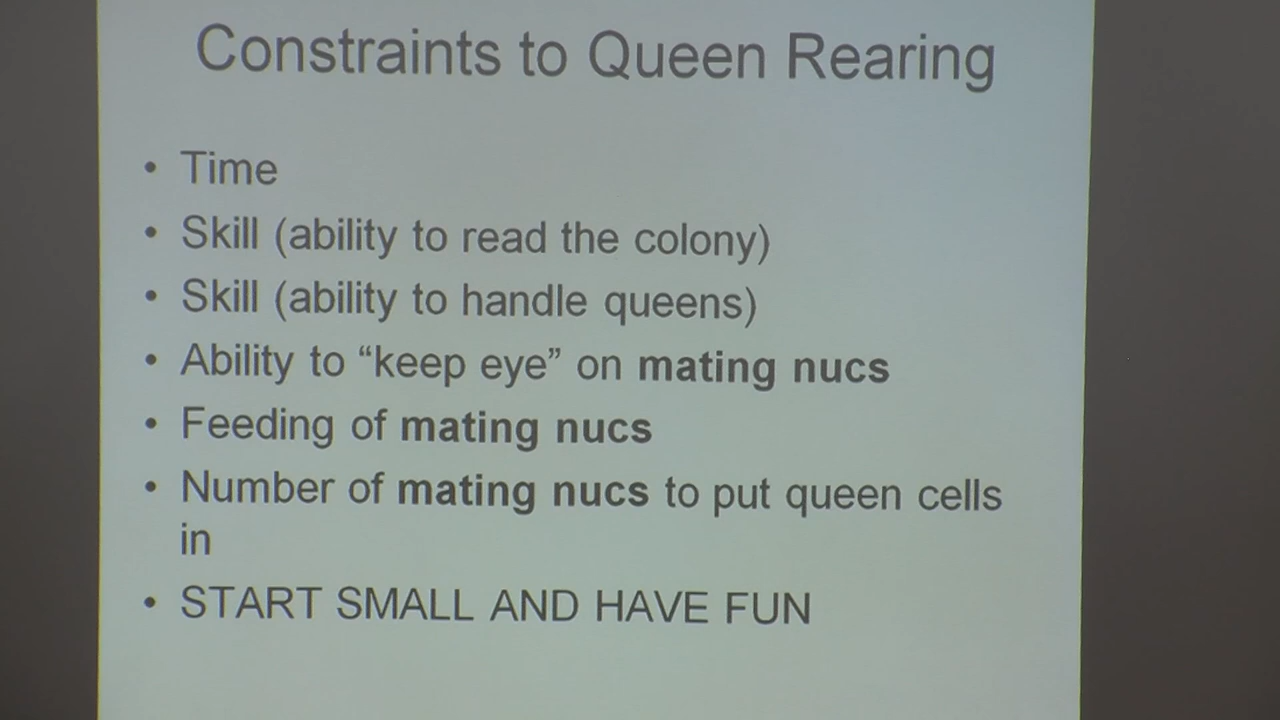 Constraints to Queen Rearing
• Time
• Skill (ability to read the colony)
• Skill (ability to handle queens)
• Ability to “keep eye” on mating nucs
• Feeding of mating nucs
• Number of mating nucs to put queen cells
in
• START SMALL AND HAVE FUN